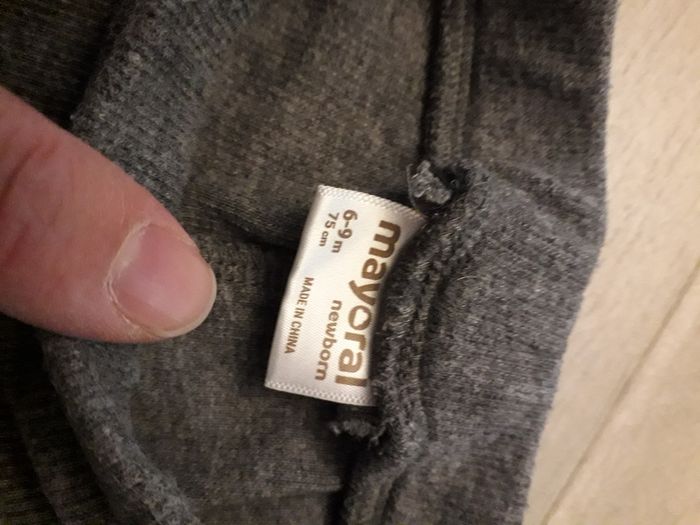 mayoral
newborn
6-9 m
75 cm
MADE IN CHINA